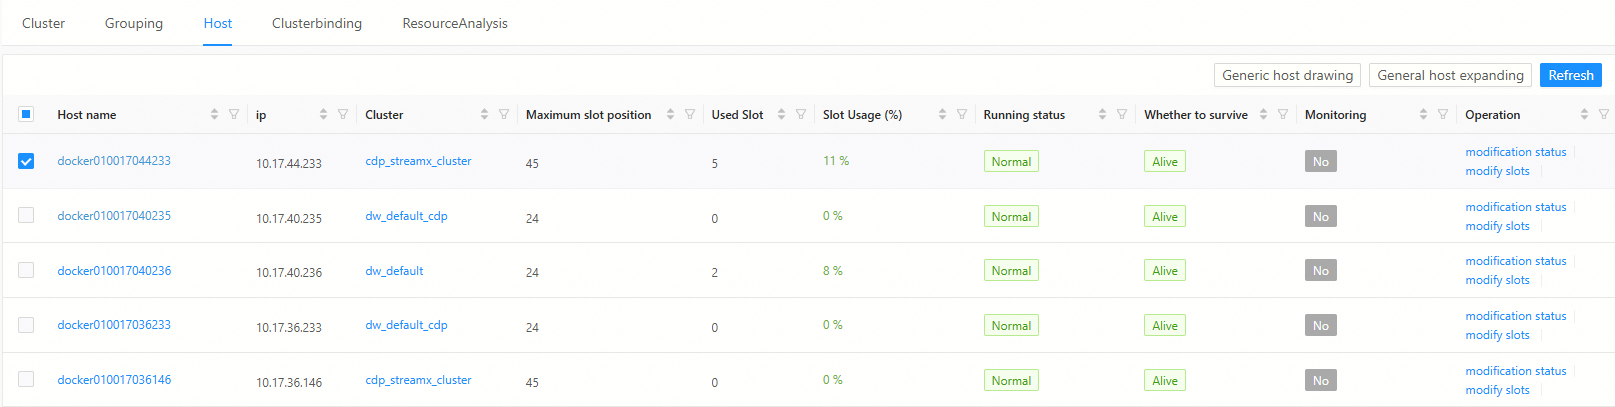 Cluster Grouping Host Clusterbinding ResourceAnalysis
Generic host drawing General host expanding Refresh
Host name ip Cluster Maximum slot position Used Slot Slot Usage (%) Running status Whether to survive Monitoring Operation
docker010017044233 10.17.44.233 cdp_streamx_cluster 45 5 11 % Normal Alive No modification status
modify slots
docker010017040235 10.17.40.235 dw_default_cdp 24 0 0 % Normal Alive No modification status
modify slots
docker010017040236 10.17.40.236 dw_default 24 2 8 % Normal Alive No modification status
modify slots
docker010017036233 10.17.36.233 dw_default_cdp 24 0 0 % Normal Alive No modification status
modify slots
docker010017036146 10.17.36.146 cdp_streamx_cluster 45 0 0 % Normal Alive No modification status
modify slots